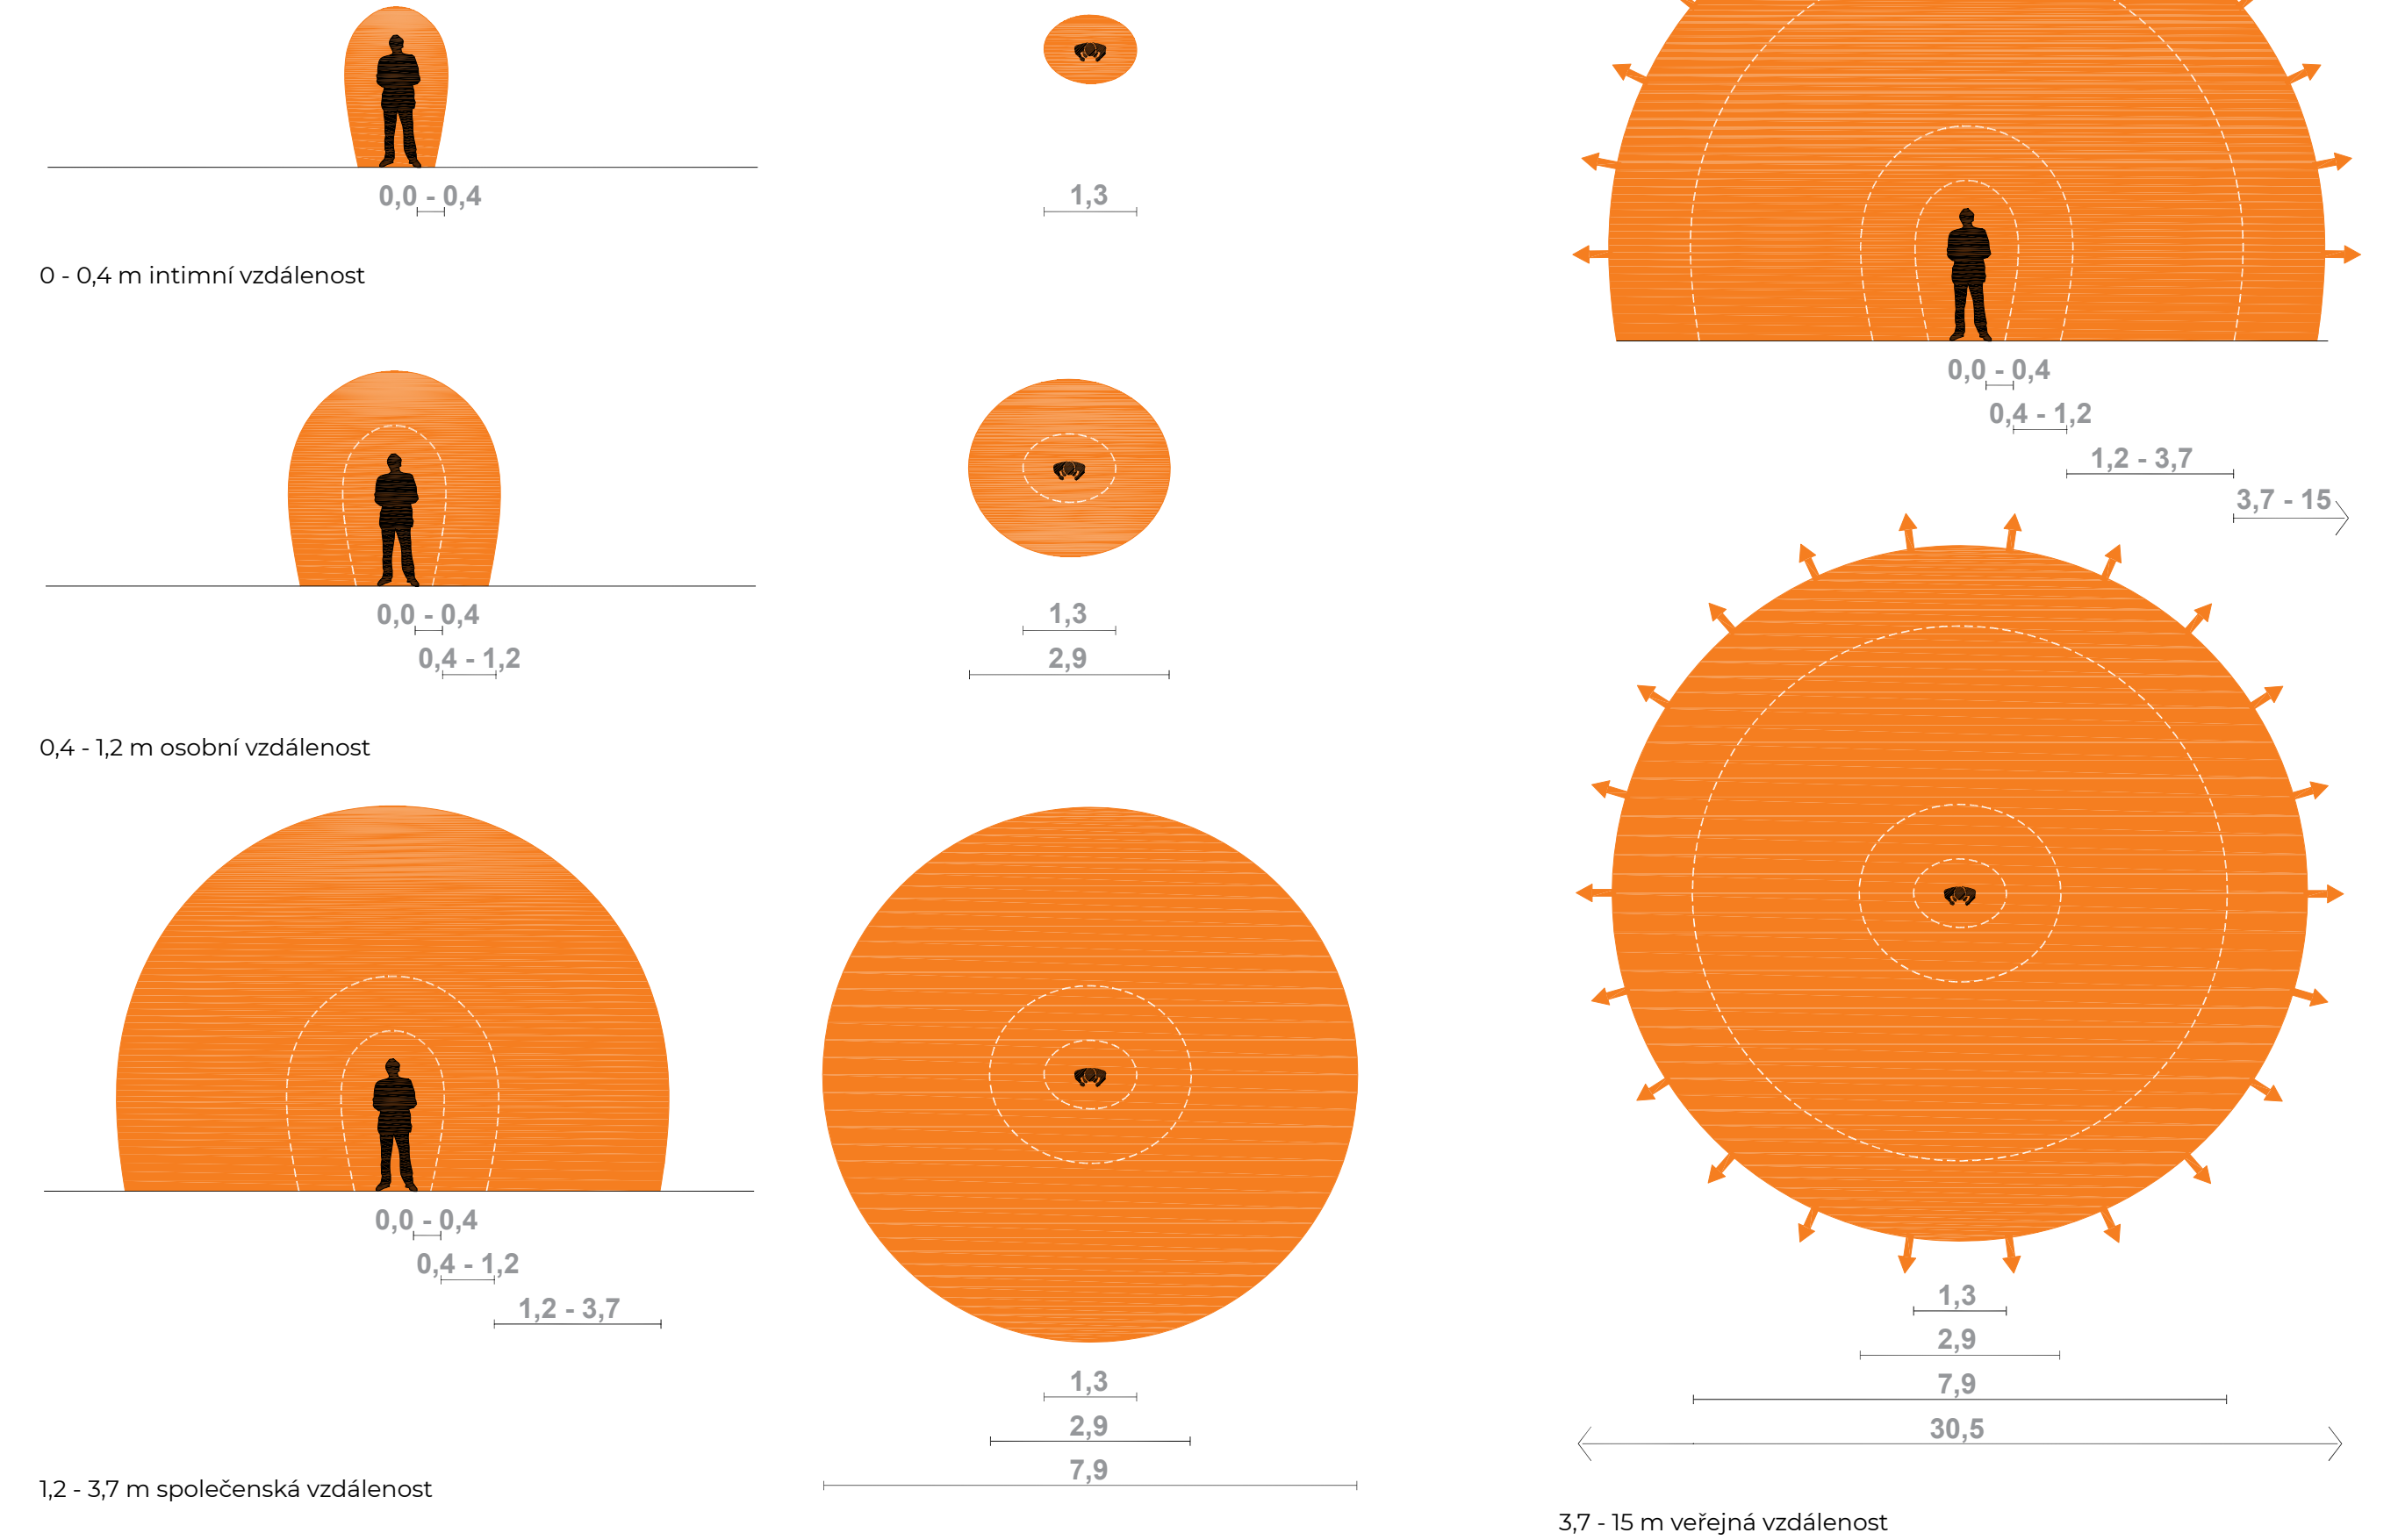 0,0 - 0,4
1,3
0 - 0,4 m intimní vzdálenost
0,0 - 0,4
0,4 - 1,2
1,3
2,9
0,4 - 1,2 m osobní vzdálenost
0,0 - 0,4
0,4 - 1,2
1,2 - 3,7
1,3
2,9
7,9
1,2 - 3,7 m společenská vzdálenost
0,0 - 0,4
0,4 - 1,2
1,2 - 3,7
3,7 - 15
1,3
2,9
7,9
30,5
3,7 - 15 m veřejná vzdálenost